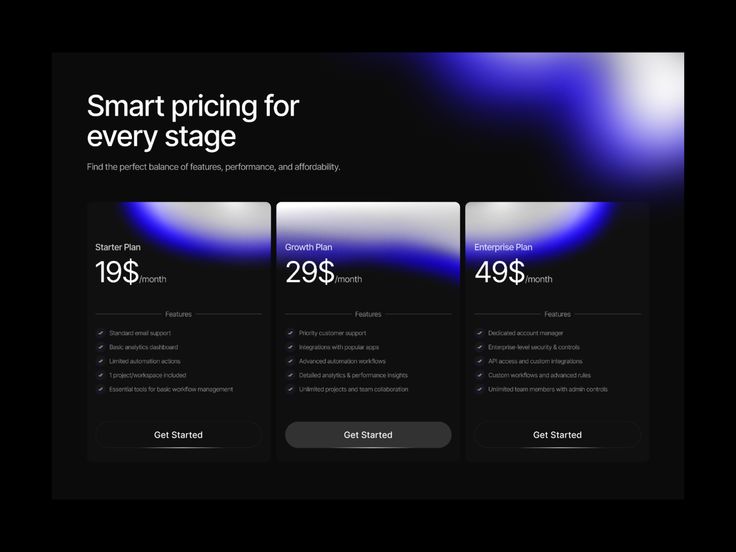 Smart pricing for
every stage
Find the perfect balance of features, performance, and affordability.
Starter Plan
19$/month
Features
Standard email support
Basic analytics dashboard
Limited automation actions
1 project/workspace included
Essential tools for basic workflow management
Get Started
Growth Plan
29$/month
Features
Priority customer support
Integrations with popular apps
Advanced automation workflows
Detailed analytics & performance insights
Unlimited projects and team collaboration
Get Started
Enterprise Plan
49$/month
Features
Dedicated account manager
Enterprise-level security & controls
API access and custom integrations
Custom workflows and advanced rules
Unlimited team members with admin controls
Get Started